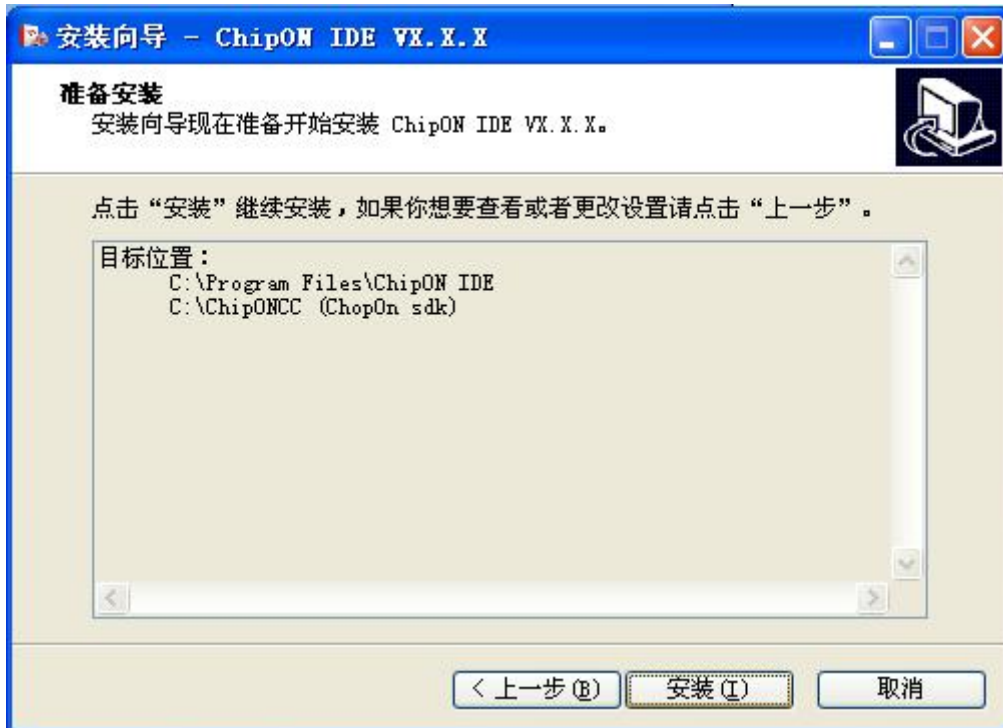 安装向导 - ChipON IDE VX.X.X
准备安装
安装向导现在准备开始安装 ChipON IDE VX.X.X。
点击“安装”继续安装，如果你想要查看或者更改设置请点击“上一步”。
目标位置：
C:\Program Files\ChipON IDE
C:\ChipONCC (ChopOn sdk)
< 上一步(B)
安装(I)
取消